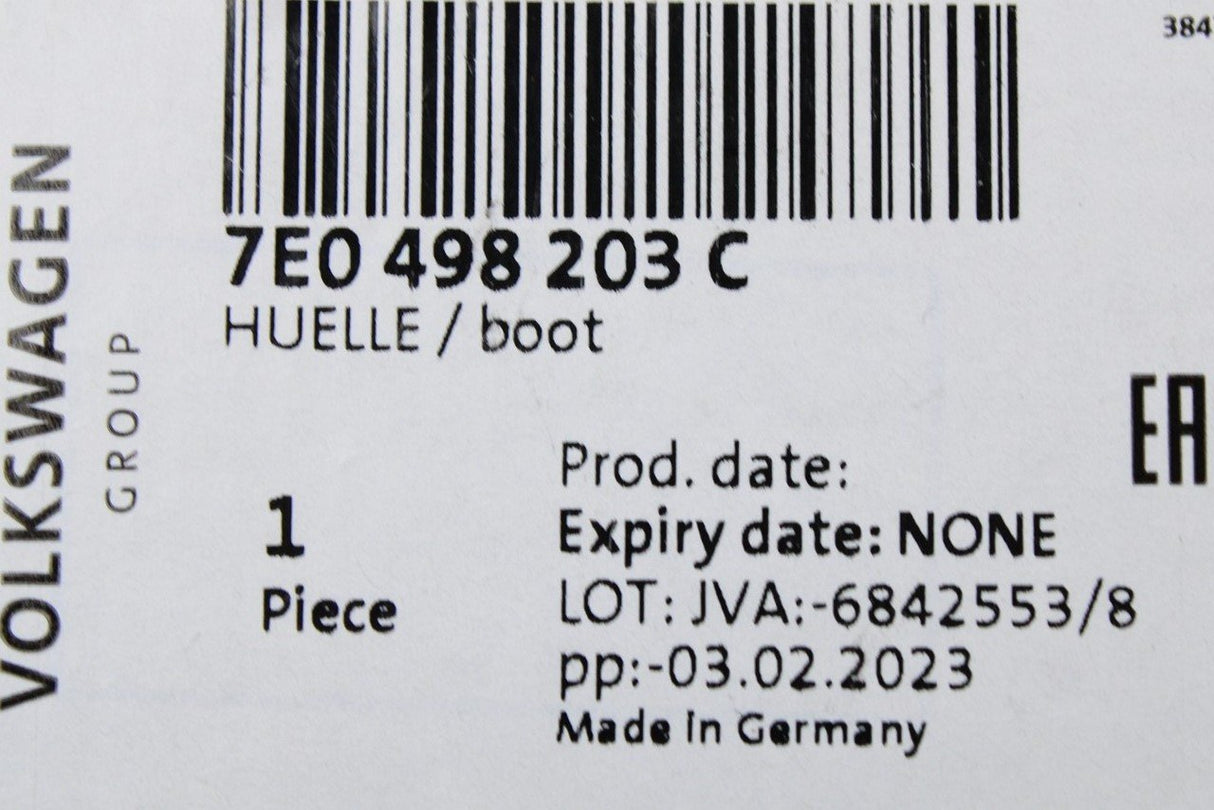 384
7E0 498 203 C
HUELLE / boot
VOLKSWAGEN
GROUP
EAC
1
Piece
Prod. date:
Expiry date: NONE
LOT: JVA:-6842553/8
pp:-03.02.2023
Made in Germany